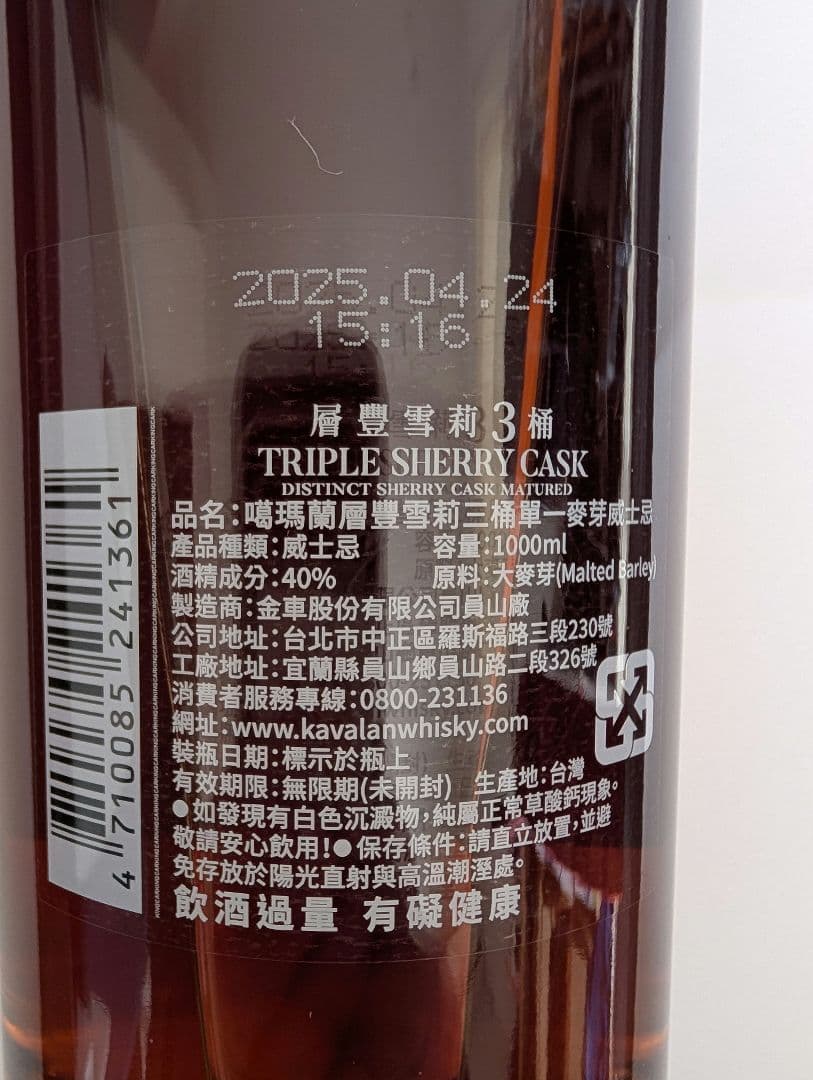 2025.04.24
15:16
層豐雪莉3桶
TRIPLE SHERRY CASK
DISTINCT SHERRY CASK MATURED
品名:噶瑪蘭層豐雪莉三桶單一麥芽威士忌
產品種類:威士忌 容量:1000ml
酒精成分:40% 原料:大麥芽(Malted Barley)
製造商:金車股份有限公司員山廠
公司地址:台北市中正區羅斯福路三段230號
工廠地址:宜蘭縣員山鄉員山路二段326號
消費者服務專線:0800-231136
網址:www.kavalanwhisky.com
裝瓶日期:標示於瓶上
有效期限:無限期(未開封) 生產地:台灣
●如發現有白色沉澱物,純屬正常草酸鈣現象。
敬請安心飲用!●保存條件:請直立放置,並避
免存放於陽光直射與高溫潮溼處。
飲酒過量 有礙健康
4 710085 241361